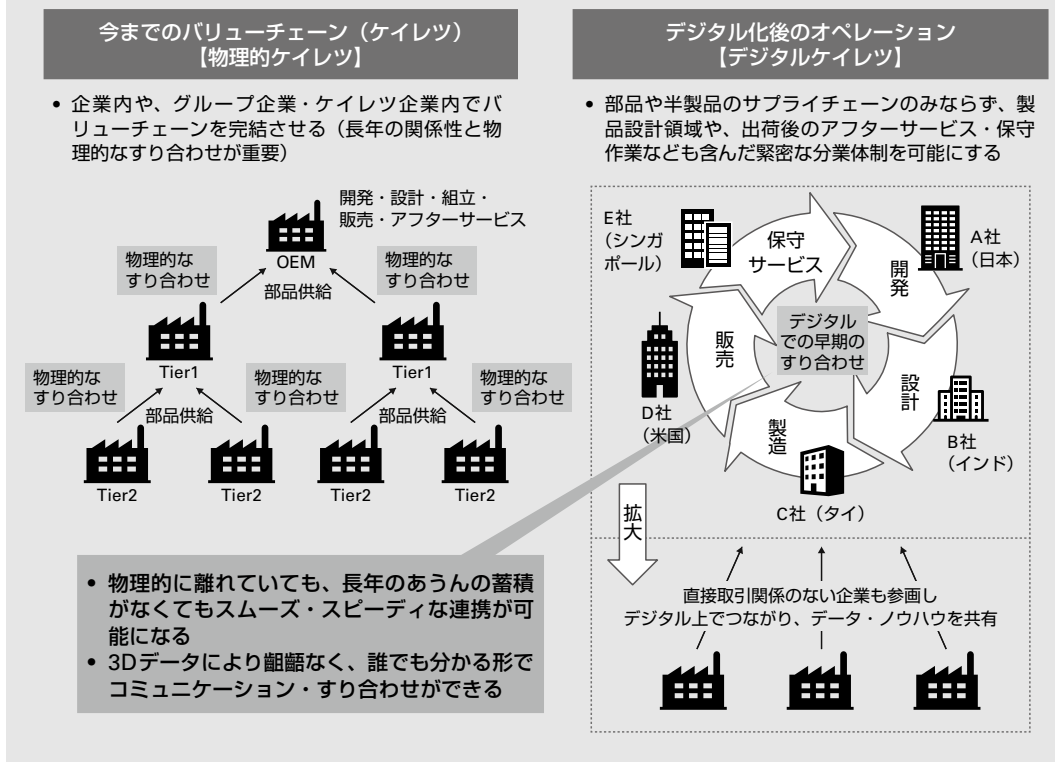 今までのバリューチェーン（ケイレツ）
【物理的ケイレツ】
• 企業内や、グループ企業・ケイレツ企業内でバ
リューチェーンを完結させる（長年の関係性と物
理的なすり合わせが重要）
開発・設計・組立・
販売・アフターサービス
OEM
物理的な
すり合わせ
物理的な
すり合わせ
部品供給
Tier1
Tier1
物理的な
すり合わせ
物理的な
すり合わせ
物理的な
すり合わせ
部品供給
部品供給
Tier2
Tier2
Tier2
Tier2
• 物理的に離れていても、長年のあうんの蓄積
がなくてもスムーズ・スピーディな連携が可
能になる
• 3Dデータにより齟齬なく、誰でも分かる形で
コミュニケーション・すり合わせができる
デジタル化後のオペレーション
【デジタルケイレツ】
• 部品や半製品のサプライチェーンのみならず、製
品設計領域や、出荷後のアフターサービス・保守
作業なども含んだ緊密な分業体制を可能にする
E社
（シンガ
ポール）
保守
サービス
A社
（日本）
開発
デジタル
での早期の
すり合わせ
販売
設計
D社
（米国）
製造
B社
（インド）
C社（タイ）
拡大
直接取引関係のない企業も参画し
デジタル上でつながり、データ・ノウハウを共有